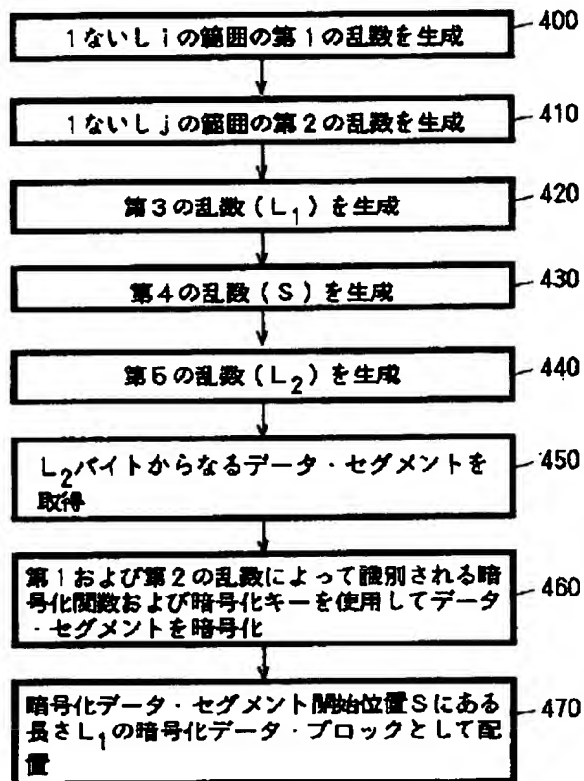 1ないしiの範囲の第1の乱数を生成
400
1ないしjの範囲の第2の乱数を生成
410
第3の乱数(L₁)を生成
420
第4の乱数(S)を生成
430
第5の乱数(L₂)を生成
440
L₂バイトからなるデータ・セグメントを
取得
450
第1および第2の乱数によって識別される暗
号化関数および暗号化キーを使用してデータ
・セグメントを暗号化
460
暗号化データ・セグメント開始位置Sにある
長さL₁の暗号化データ・ブロックとして配
置
470